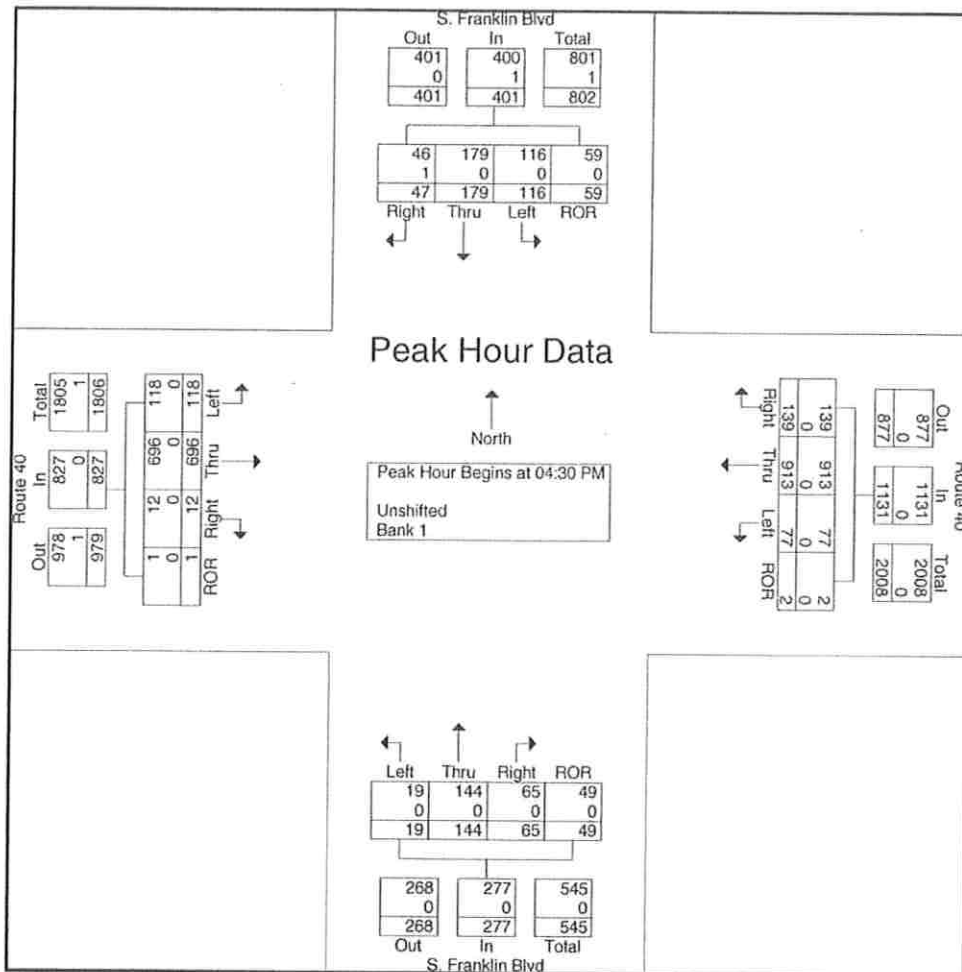 S. Franklin Blvd
Out In Total
401 400 801
0 1 1
401 401 802
46 179 116 59
1 0 0 0
47 179 116 59
Right Thru Left ROR
Peak Hour Data
North
Peak Hour Begins at 04:30 PM
Unshifted
Bank 1
Route 40
Total In Out
1805 827 978
1 0 1
1806 827 979
Left Thru Right ROR
118 696 12 1
0 0 0 0
118 696 12 1
Right Thru Left ROR
139 913 77 2
0 0 0 0
139 913 77 2
Out In Total
877 1131 2008
0 0 0
877 1131 2008
Route 40
Left Thru Right ROR
19 144 65 49
0 0 0 0
19 144 65 49
268 277 545
0 0 0
268 277 545
Out In Total
S. Franklin Blvd